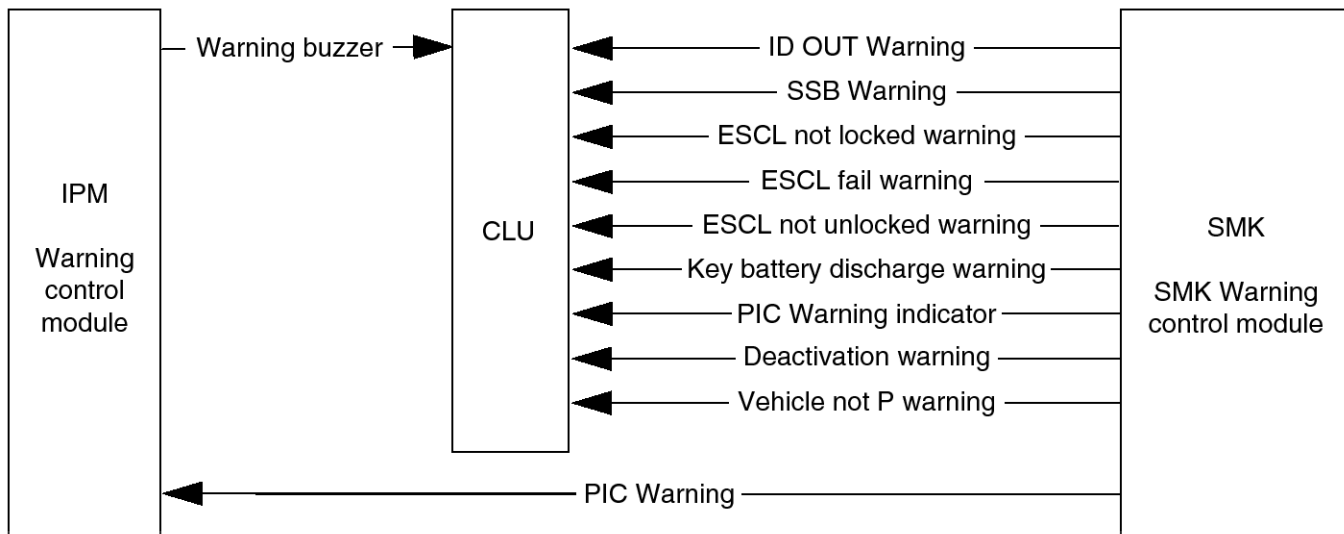 IPM
Warning
control
module
Warning buzzer
CLU
ID OUT Warning
SSB Warning
ESCL not locked warning
ESCL fail warning
ESCL not unlocked warning
Key battery discharge warning
PIC Warning indicator
Deactivation warning
Vehicle not P warning
PIC Warning
SMK
SMK Warning
control module